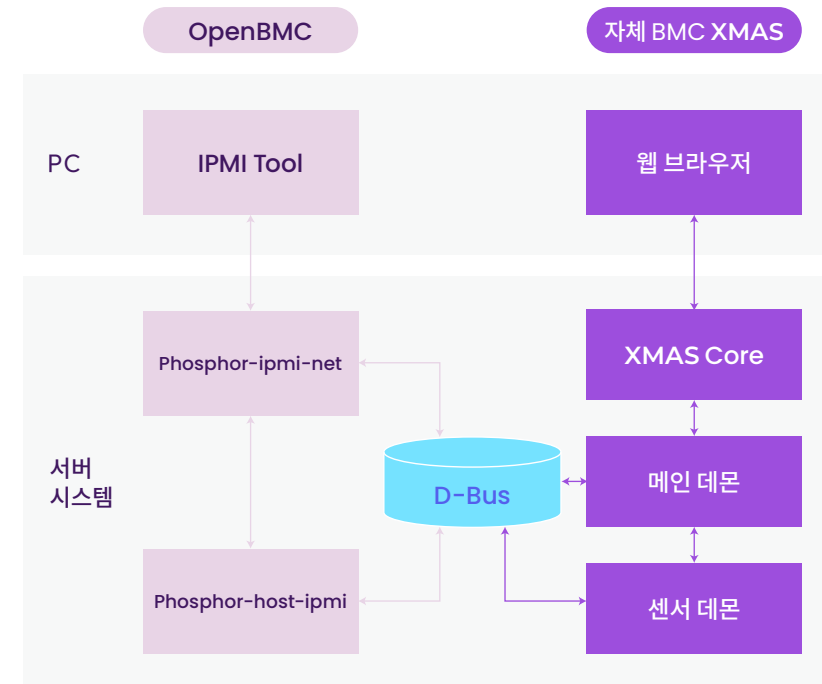 OpenBMC
자체 BMC XMAS
PC
IPMI Tool
웹 브라우저
서버
시스템
Phosphor-ipmi-net
XMAS Core
D-Bus
메인 데몬
Phosphor-host-ipmi
센서 데몬